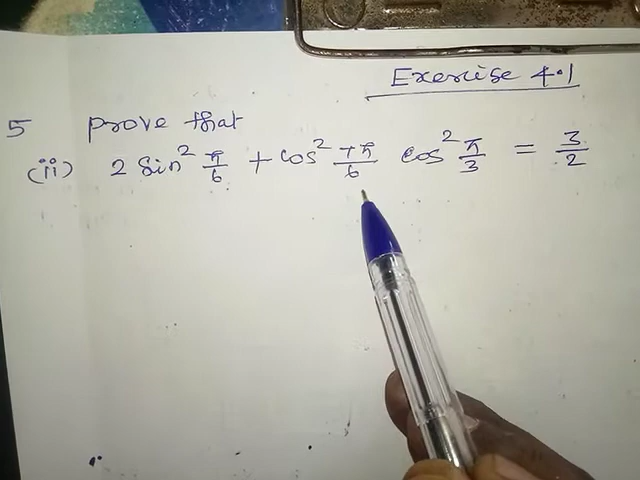 Exercise 4.1
5 prove that
(ii) 2 Sin² π/6 + cos² 7π/6 cos² π/3 = 3/2